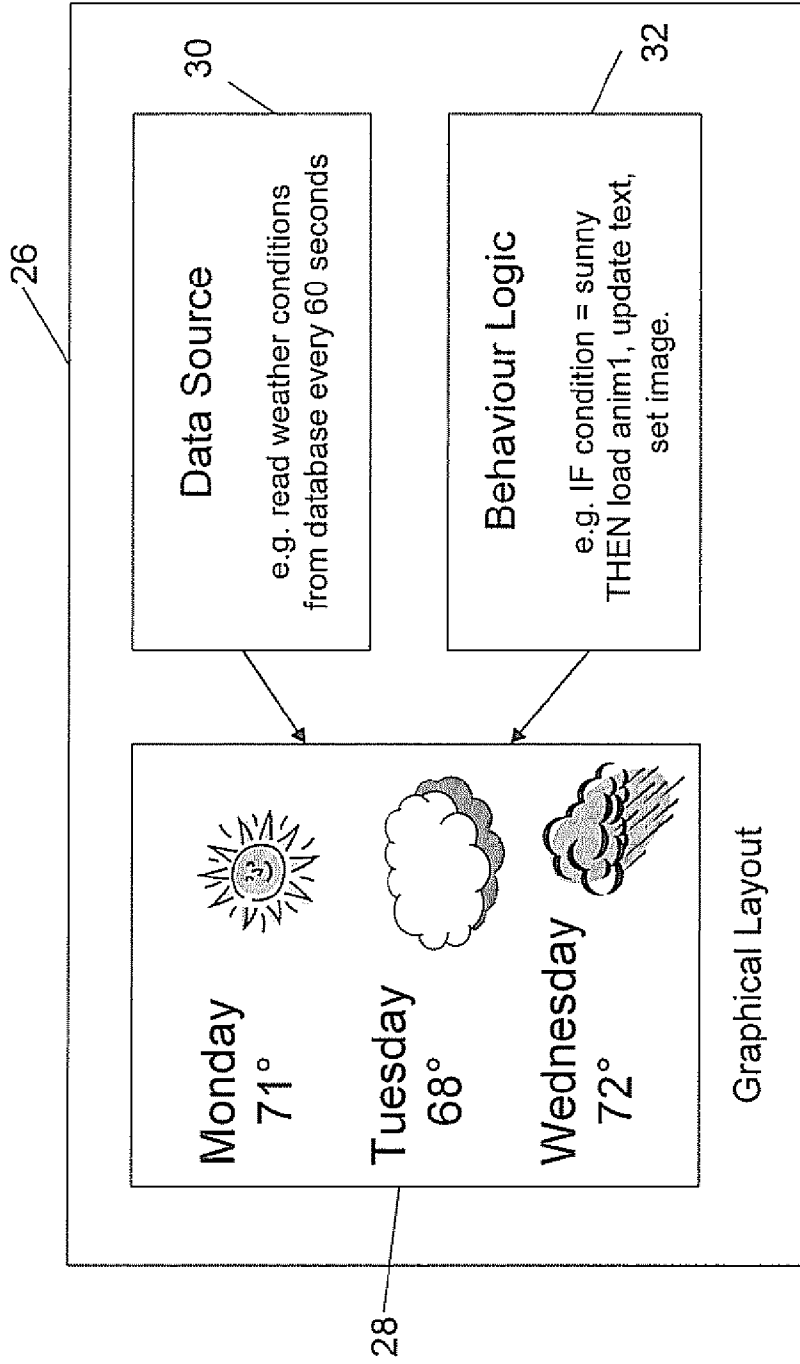 26
28
Monday
71°
Tuesday
68°
Wednesday
72°
Graphical Layout
30
Data Source
e.g. read weather conditions
from database every 60 seconds
32
Behaviour Logic
e.g. IF condition = sunny
THEN load anim1, update text,
set image.